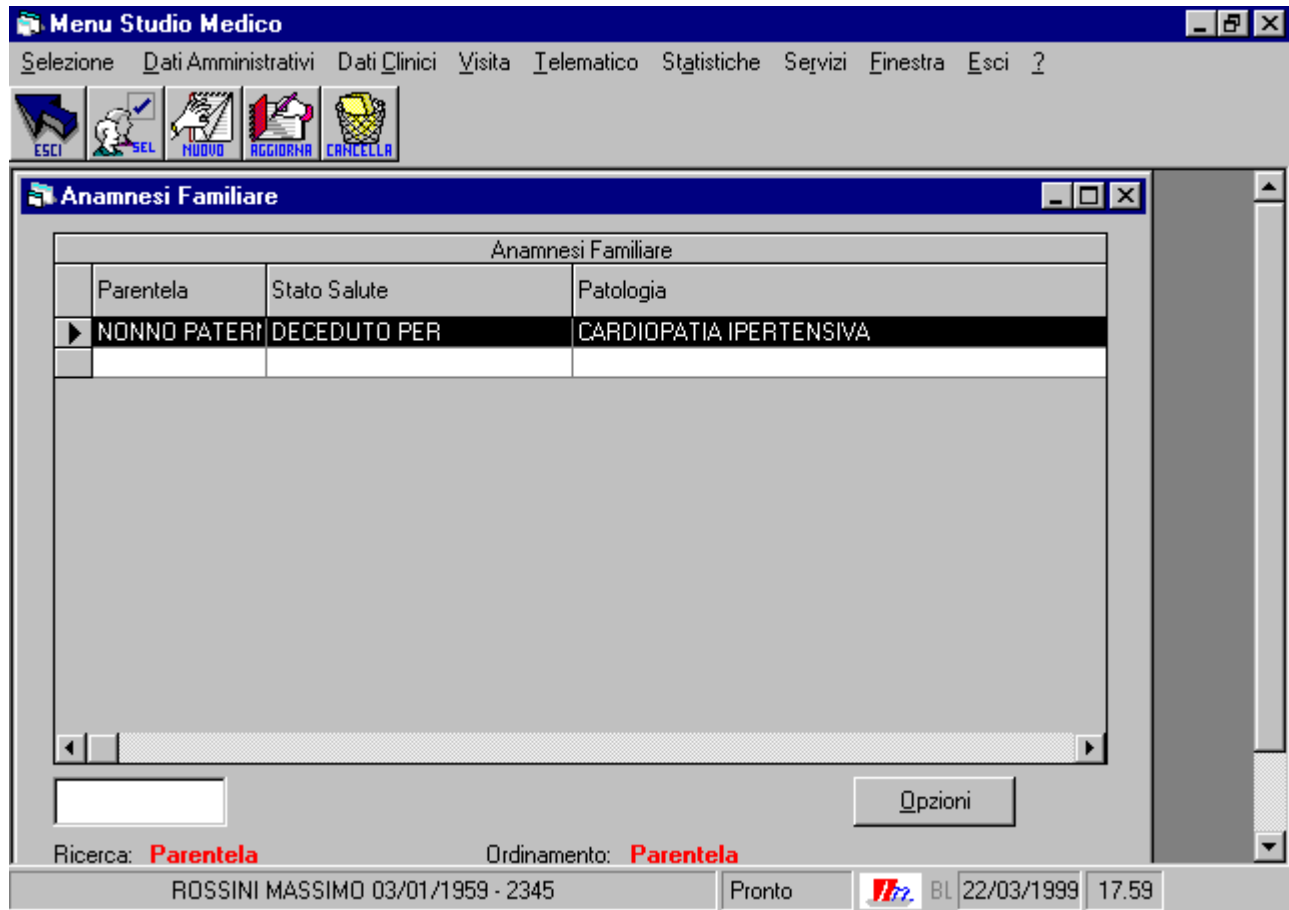 Menu Studio Medico
Selezione Dati Amministrativi Dati Clinici Visita Telematico Statistiche Servizi Finestra Esci ?
ESCI SEL NUOVO AGGIORNA CANCELLA
Anamnesi Familiare
Anamnesi Familiare
Parentela Stato Salute Patologia
NONNO PATERN DECEDUTO PER CARDIOPATIA IPERTENSIVA
Opzioni
Ricerca: Parentela Ordinamento: Parentela
ROSSINI MASSIMO 03/01/1959 - 2345 Pronto BL 22/03/1999 17.59